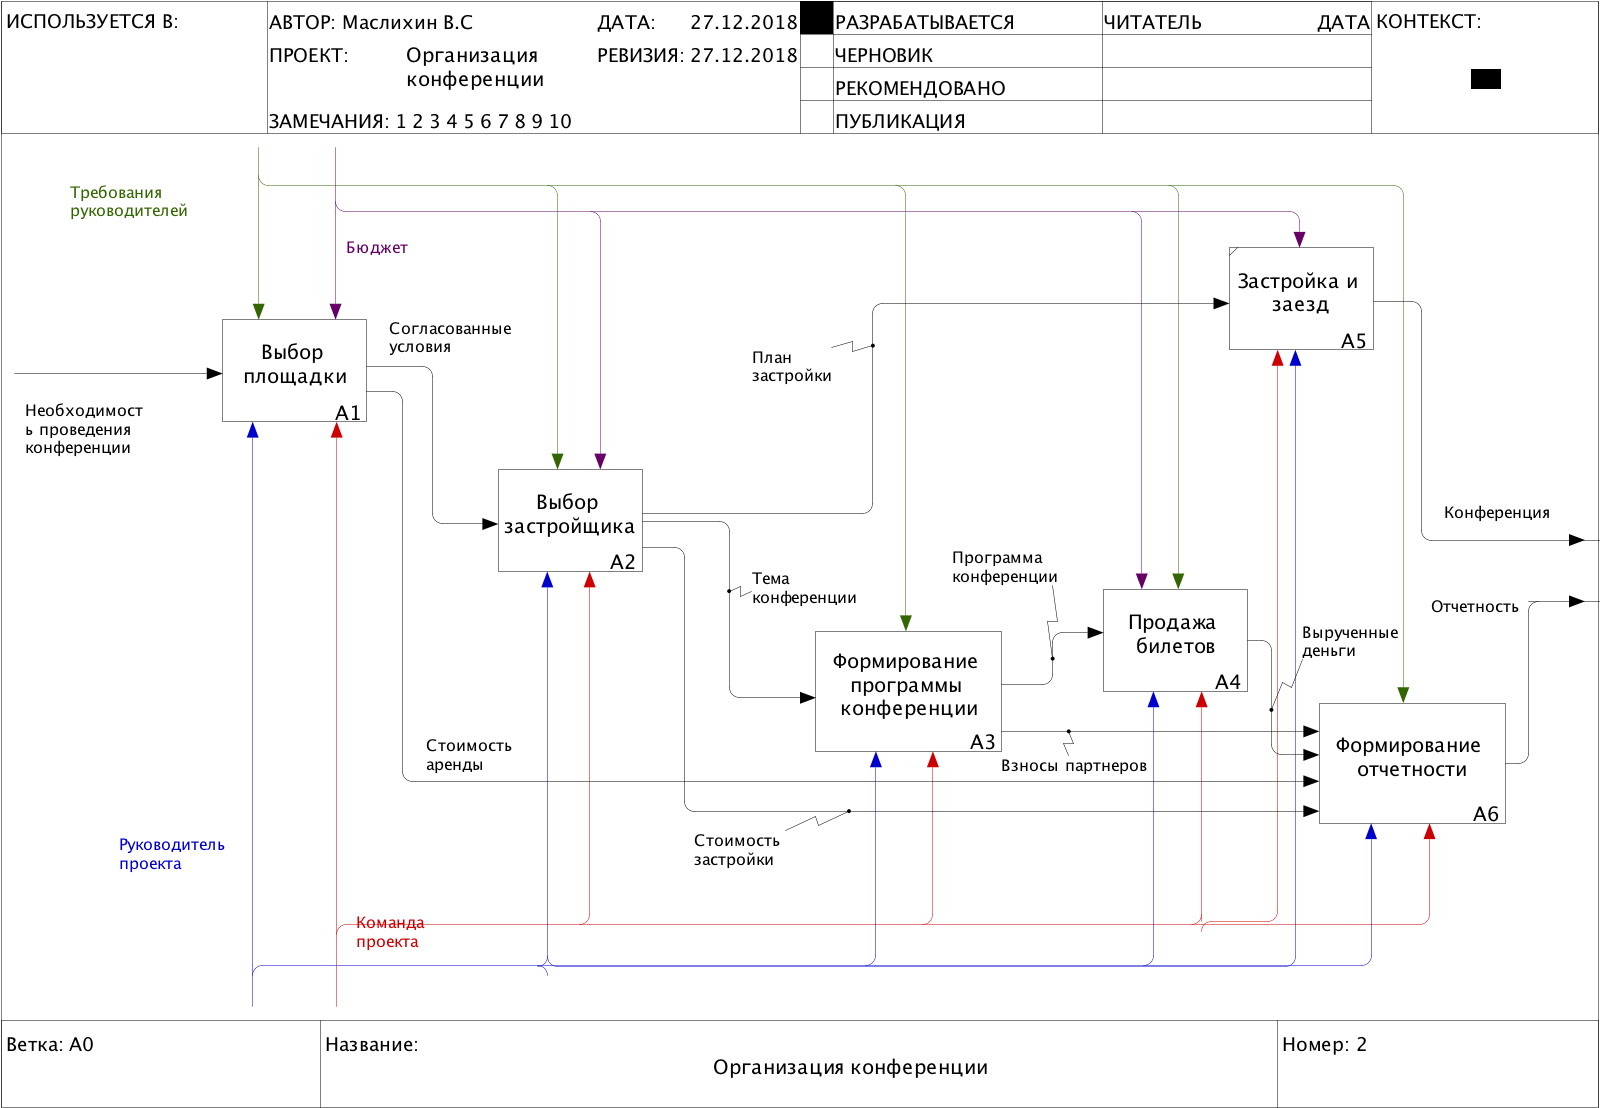 ИСПОЛЬЗУЕТСЯ В:
АВТОР: Маслихин В.С
ДАТА: 27.12.2018
РАЗРАБАТЫВАЕТСЯ
ЧИТАТЕЛЬ
ДАТА
КОНТЕКСТ:
ПРОЕКТ: Организация
конференции
РЕВИЗИЯ: 27.12.2018
ЧЕРНОВИК
РЕКОМЕНДОВАНО
ЗАМЕЧАНИЯ: 1 2 3 4 5 6 7 8 9 10
ПУБЛИКАЦИЯ
Требования
руководителей
Бюджет
Застройка и
заезд
A5
Согласованные
условия
Выбор
площадки
A1
План
застройки
Необходимост
ь проведения
конференции
Выбор
застройщика
A2
Конференция
Программа
конференции
Тема
конференции
Отчетность
Продажа
билетов
A4
Вырученные
деньги
Формирование
программы
конференции
A3
Стоимость
аренды
Взносы партнеров
Формирование
отчетности
A6
Стоимость
застройки
Руководитель
проекта
Команда
проекта
Ветка: A0
Название:
Организация конференции
Номер: 2